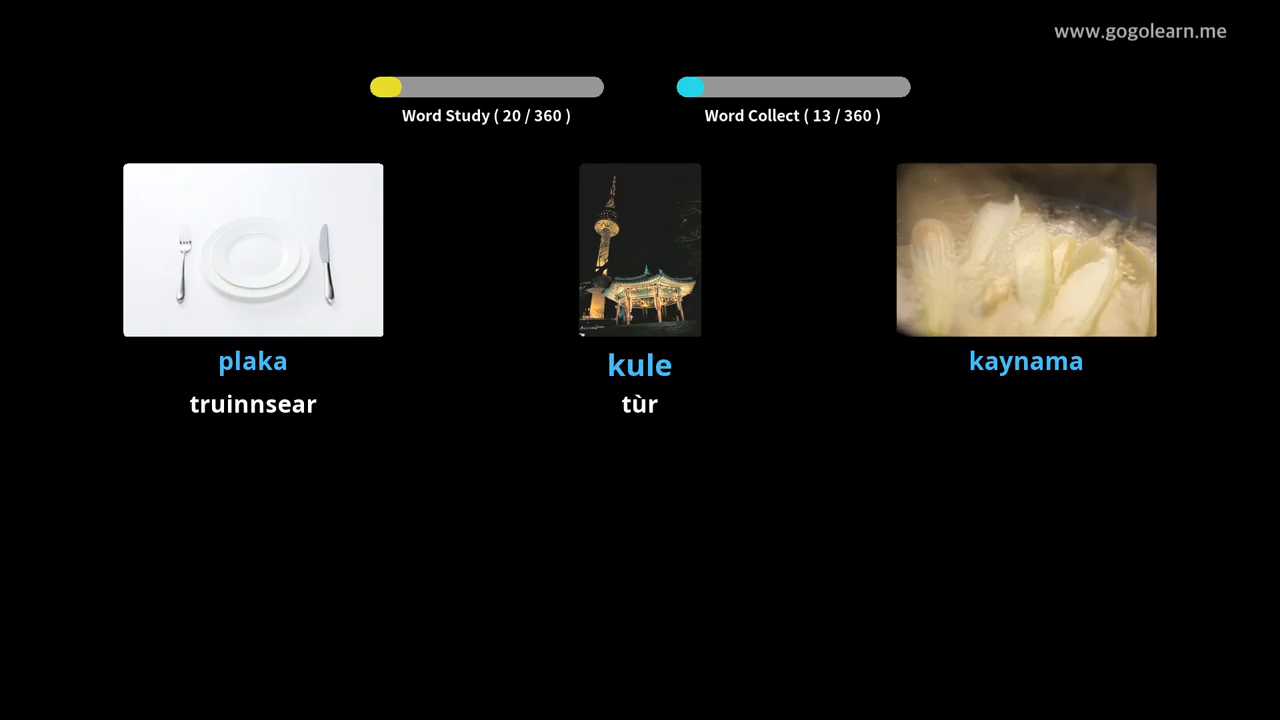 www.gogolearn.me
Word Study ( 20 / 360 )
Word Collect ( 13 / 360 )
plaka
kule
kaynama
truinnsear
tùr